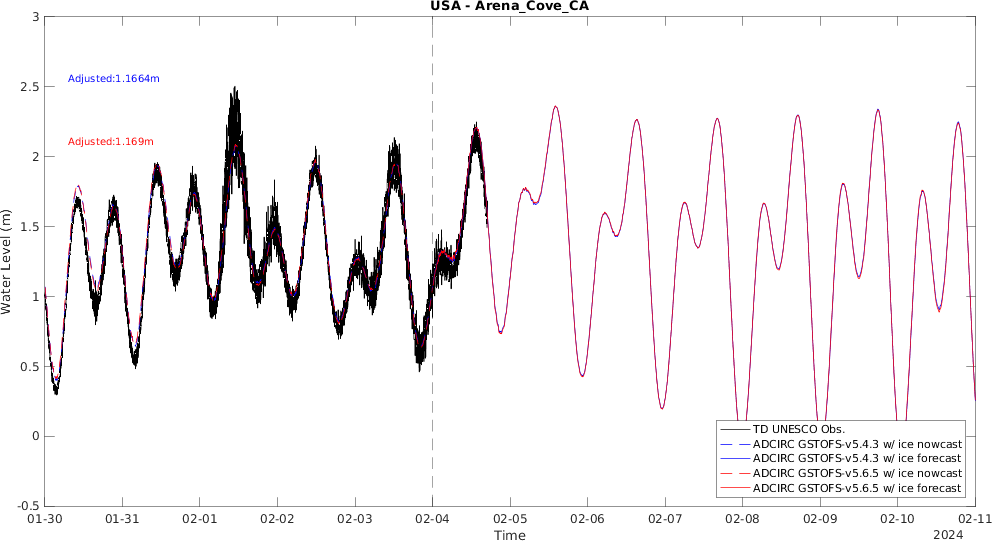 USA - Arena_Cove_CA
3
2.5
2
1.5
1
0.5
0
-0.5
Water Level (m)
Adjusted:1.1664m
Adjusted:1.169m
TD UNESCO Obs.
ADCIRC GSTOFS-v5.4.3 w/ ice nowcast
ADCIRC GSTOFS-v5.4.3 w/ ice forecast
ADCIRC GSTOFS-v5.6.5 w/ ice nowcast
ADCIRC GSTOFS-v5.6.5 w/ ice forecast
01-30 01-31 02-01 02-02 02-03 02-04 02-05 02-06 02-07 02-08 02-09 02-10 02-11
Time
2024